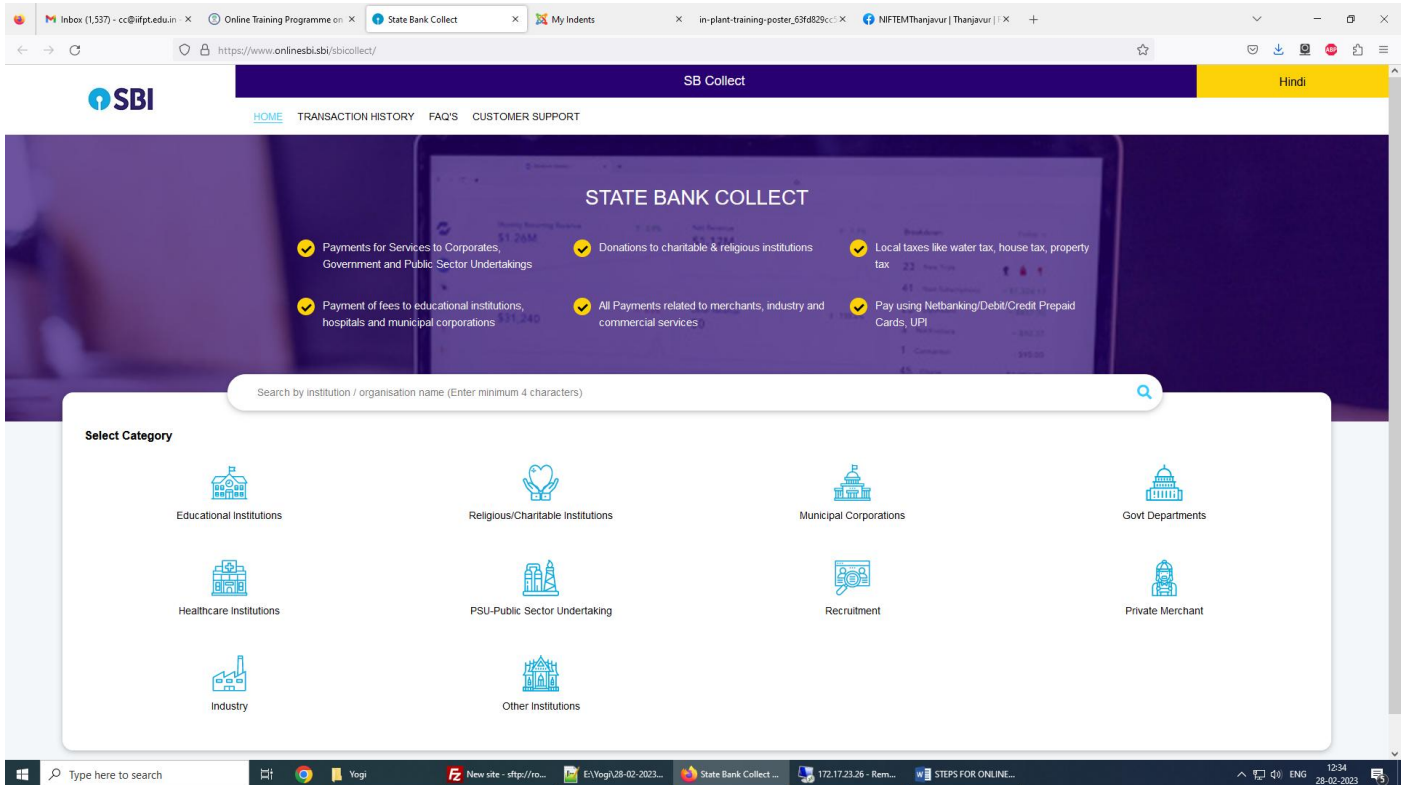 Inbox (1,537) - cc@iifpt.edu.in
Online Training Programme on
State Bank Collect
My Indents
in-plant-training-poster_63fd829cc
NIFTEMThanjavur | Thanjavur |
https://www.onlinesbi.sbi/sbicollect/
ABP
SBI
SB Collect
Hindi
HOME TRANSACTION HISTORY FAQ'S CUSTOMER SUPPORT
STATE BANK COLLECT
Payments for Services to Corporates,
Government and Public Sector Undertakings
Donations to charitable & religious institutions
Local taxes like water tax, house tax, property
tax
Payment of fees to educational institutions,
hospitals and municipal corporations
All Payments related to merchants, industry and
commercial services
Pay using Netbanking/Debit/Credit Prepaid
Cards, UPI
Search by institution / organisation name (Enter minimum 4 characters)
Select Category
Educational Institutions
Religious/Charitable Institutions
Municipal Corporations
Govt Departments
Healthcare Institutions
PSU-Public Sector Undertaking
Recruitment
Private Merchant
Industry
Other Institutions
Type here to search
Yogi
New site - sftp://ro...
E:\Yogi\28-02-2023...
State Bank Collect ...
172.17.23.26 - Rem...
STEPS FOR ONLINE...
ENG
12:34
28-02-2023
5